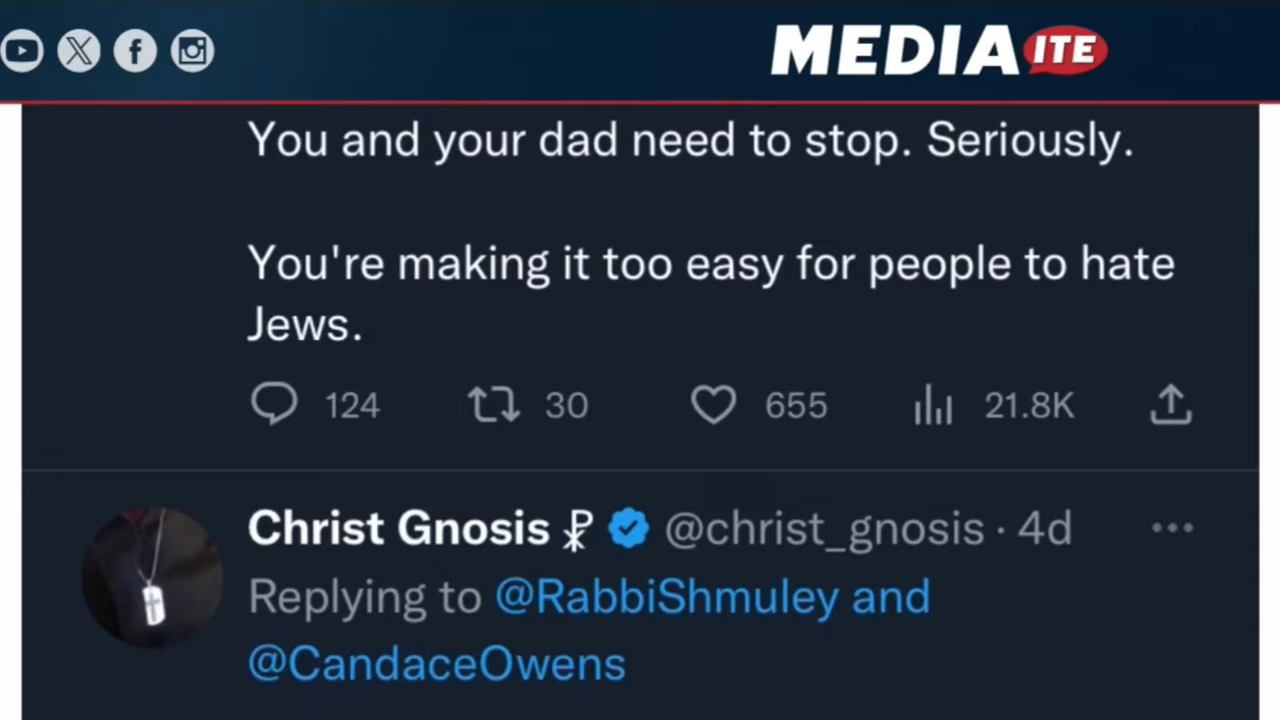 MEDIAITE
You and your dad need to stop. Seriously.
You're making it too easy for people to hate
Jews.
124 30 655 21.8K
Christ Gnosis ⳩ @christ_gnosis · 4d
Replying to @RabbiShmuley and
@CandaceOwens